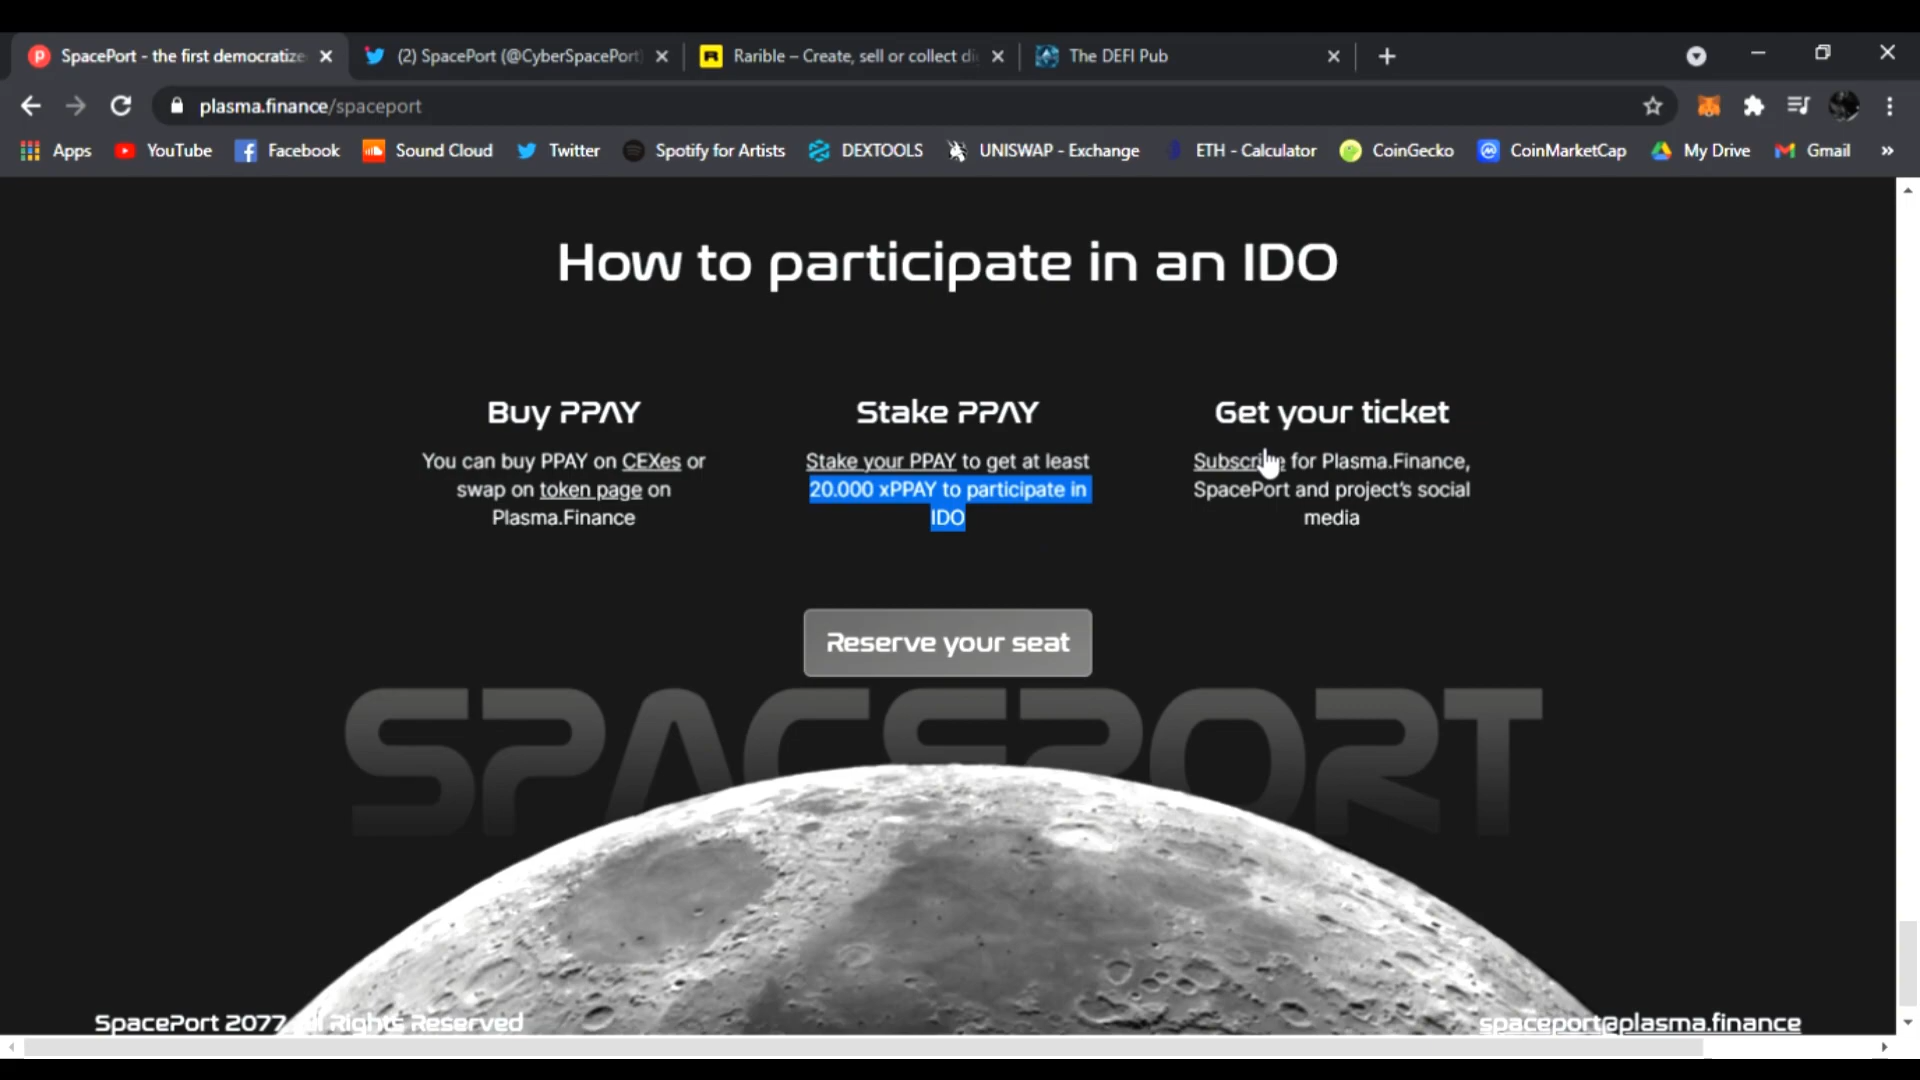 SpacePort - the first democratize
(2) SpacePort (@CyberSpacePort)
Rarible – Create, sell or collect di
The DEFI Pub
plasma.finance/spaceport
Apps
YouTube
Facebook
Sound Cloud
Twitter
Spotify for Artists
DEXTOOLS
UNISWAP - Exchange
ETH - Calculator
CoinGecko
CoinMarketCap
My Drive
Gmail
»
How to participate in an IDO
Buy PPAY
You can buy PPAY on CEXes or
swap on token page on
Plasma.Finance
Stake PPAY
Stake your PPAY to get at least
20.000 xPPAY to participate in
IDO
Get your ticket
Subscribe for Plasma.Finance,
SpacePort and project's social
media
Reserve your seat
SPACEPORT
SpacePort 2077 All Rights Reserved
spaceport@plasma.finance